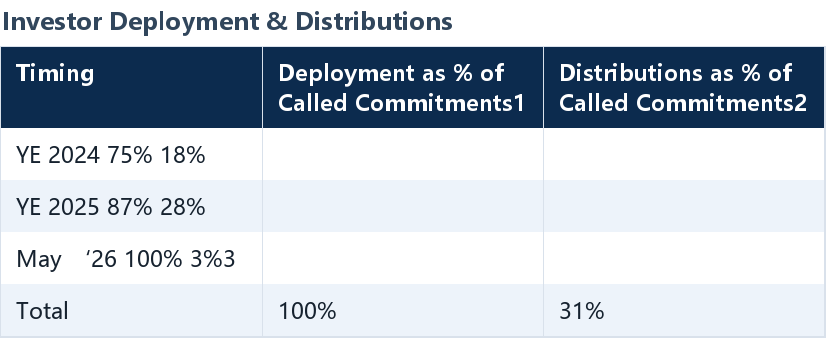 Investor Deployment & Distributions
Timing
Deployment as % of
Called Commitments1
Distributions as % of
Called Commitments2
YE 2024 75% 18%
YE 2025 87% 28%
May ‘26 100% 3%3
Total 100% 31%